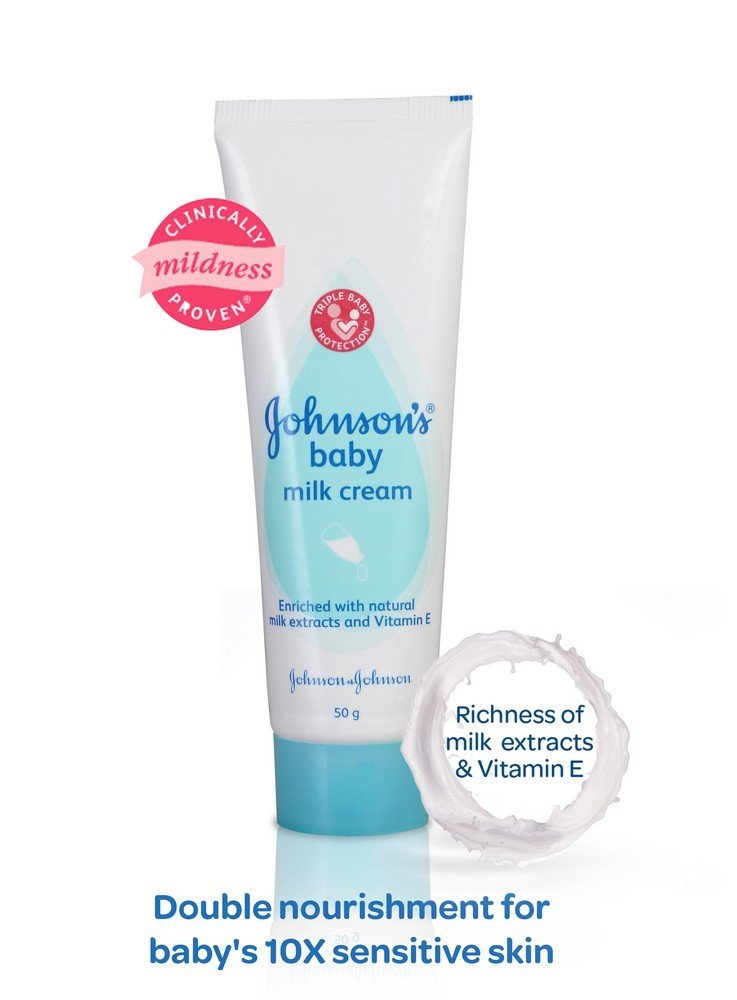 CLINICALLY
mildness
PROVEN®
TRIPLE BABY
PROTECTION™
Johnson's®
baby
milk cream
Enriched with natural
milk extracts and Vitamin E
Johnson & Johnson
50 g
Richness of
milk extracts
& Vitamin E
Double nourishment for
baby's 10X sensitive skin